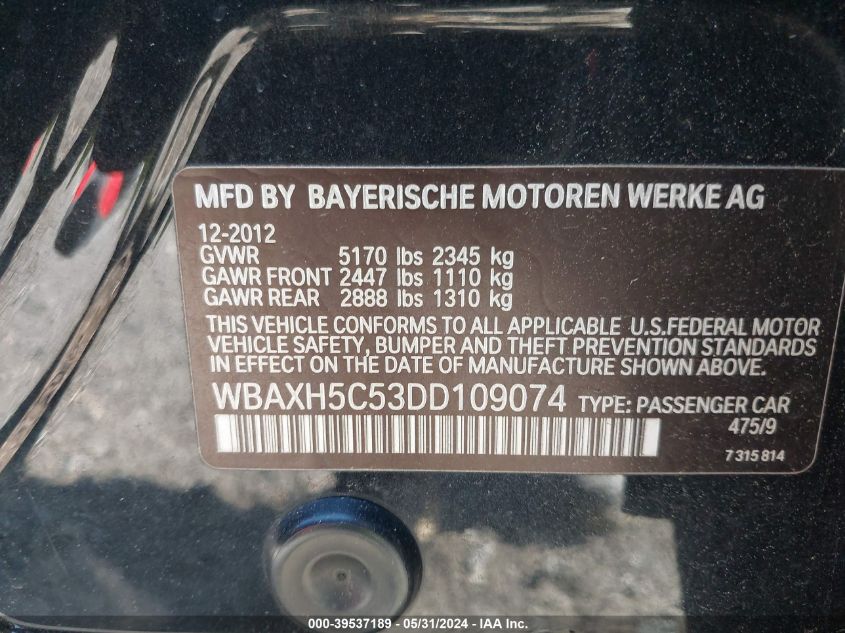 MFD BY BAYERISCHE MOTOREN WERKE AG
12-2012
GVWR 5170 lbs 2345 kg
GAWR FRONT 2447 lbs 1110 kg
GAWR REAR 2888 lbs 1310 kg
THIS VEHICLE CONFORMS TO ALL APPLICABLE U.S.FEDERAL MOTOR
VEHICLE SAFETY, BUMPER AND THEFT PREVENTION STANDARDS
IN EFFECT ON THE DATE OF MANUFACTURE SHOWN ABOVE.
WBAXH5C53DD109074 TYPE: PASSENGER CAR
475/9
7 315 814
000-39537189 - 05/31/2024 - IAA Inc.